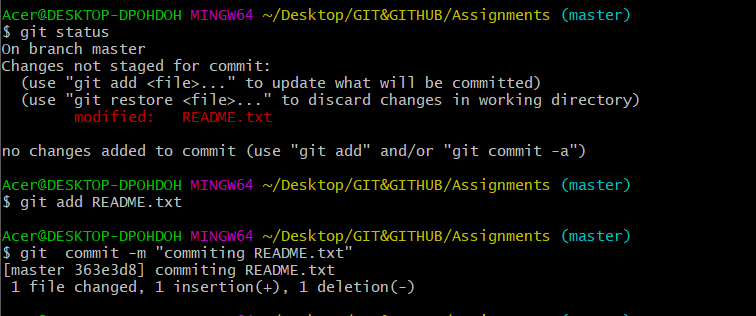 Acer@DESKTOP-DPOHDOH MINGW64 ~/Desktop/GIT&GITHUB/Assignments (master)
$ git status
On branch master
Changes not staged for commit:
  (use "git add <file>..." to update what will be committed)
  (use "git restore <file>..." to discard changes in working directory)
        modified:   README.txt
no changes added to commit (use "git add" and/or "git commit -a")
Acer@DESKTOP-DPOHDOH MINGW64 ~/Desktop/GIT&GITHUB/Assignments (master)
$ git add README.txt
Acer@DESKTOP-DPOHDOH MINGW64 ~/Desktop/GIT&GITHUB/Assignments (master)
$ git  commit -m "commiting README.txt"
[master 363e3d8] commiting README.txt
 1 file changed, 1 insertion(+), 1 deletion(-)